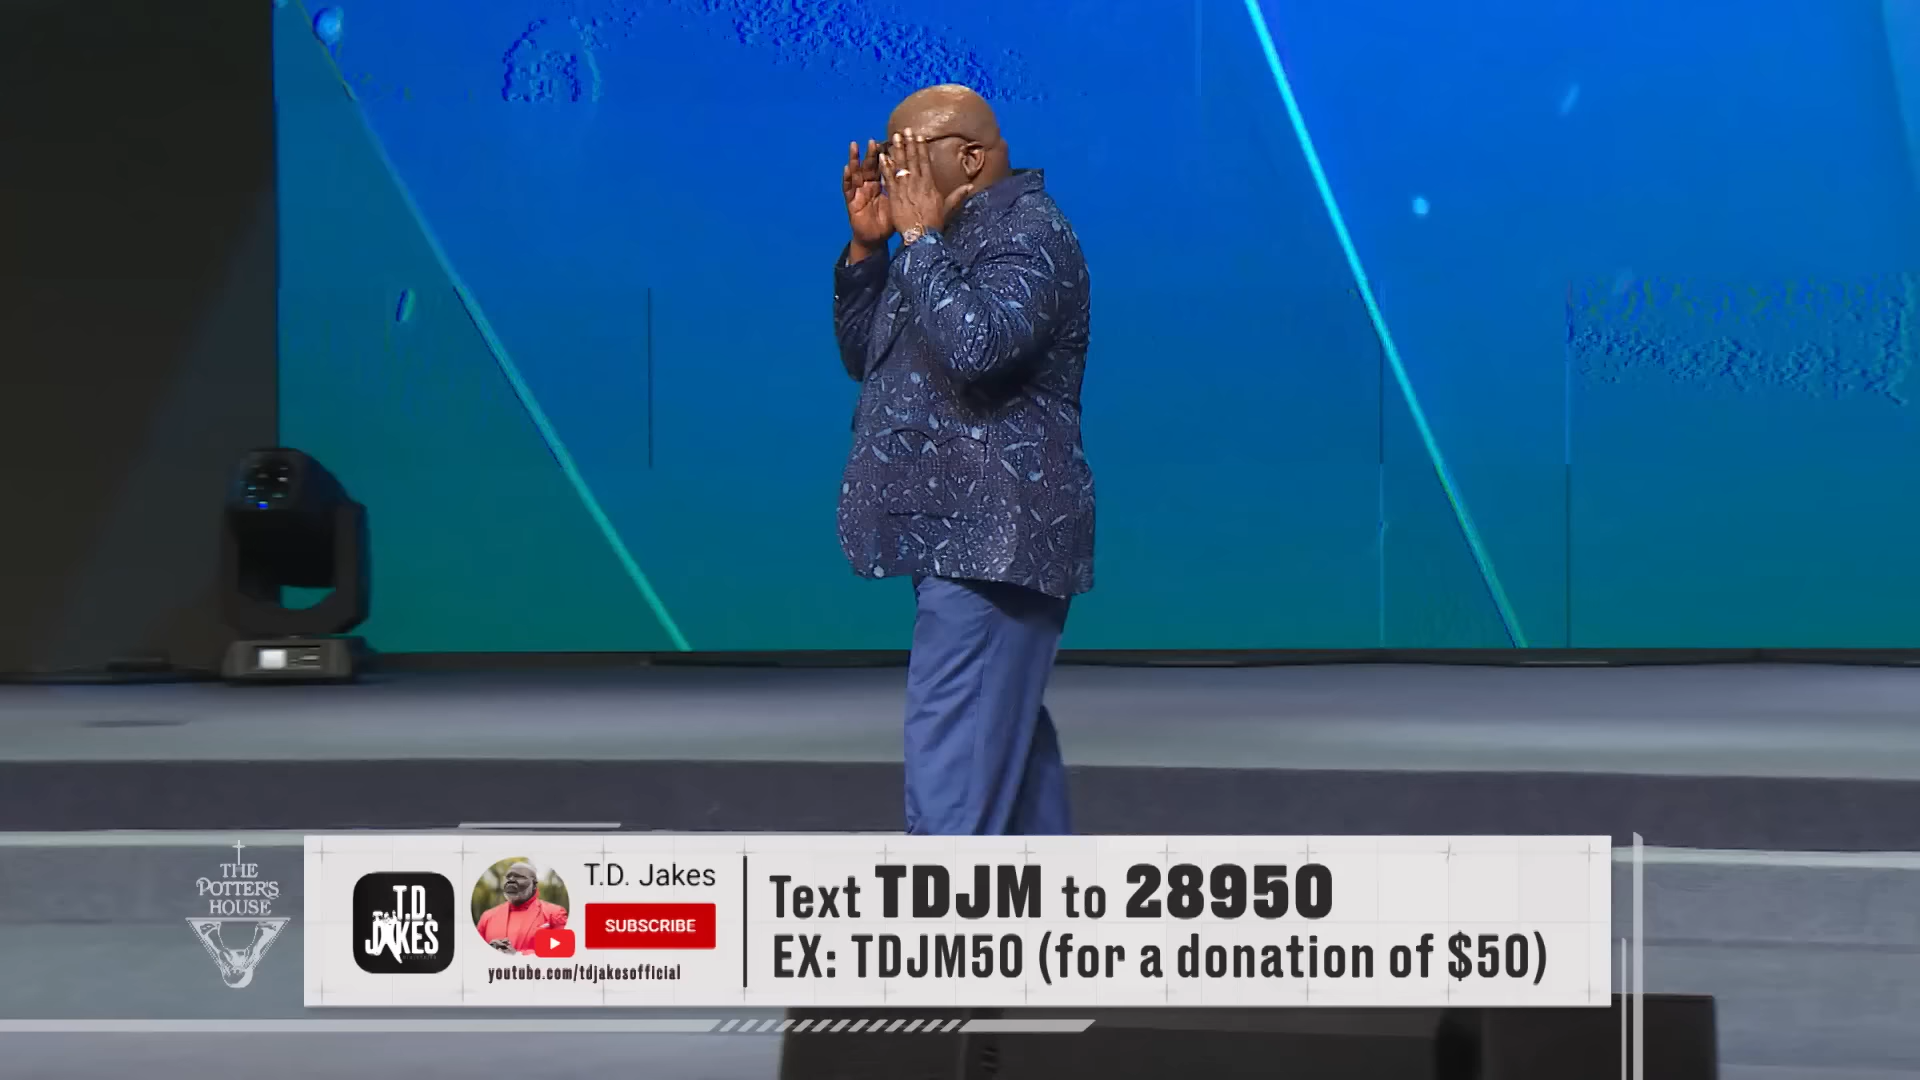 THE
POTTER'S
HOUSE
T.D.
JAKES
T.D. Jakes
SUBSCRIBE
youtube.com/tdjakesofficial
Text TDJM to 28950
EX: TDJM50 (for a donation of $50)